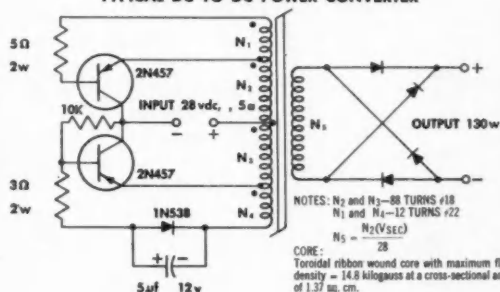 TYPICAL DC TO DC POWER CONVERTER
5Ω
2w
2N457
10K
INPUT 28 vdc, , 5a
− +
2N457
3Ω
2w
1N538
+ −
5μf 12v
N₁
N₂
N₃
N₄
N₅
+
OUTPUT 130w
−
NOTES: N₂ and N₃—88 TURNS #18
N₁ and N₄—12 TURNS #22
N₅ = N₂(VSEC) / 28
CORE:
Toroidal ribbon wound core with maximum
density = 14.8 kilogauss at a cross-sectional
of 1.37 sq. cm.